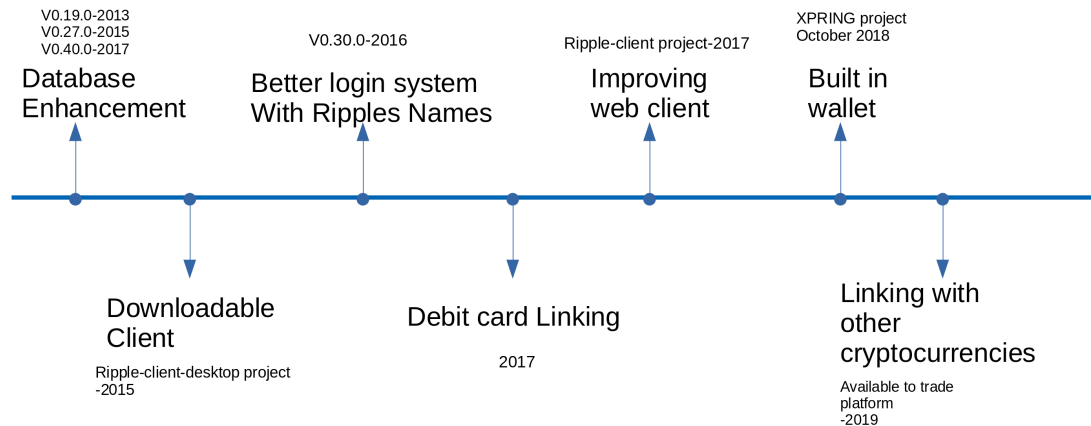 V0.19.0-2013
V0.27.0-2015
V0.40.0-2017
Database
Enhancement
V0.30.0-2016
Better login system
With Ripples Names
Ripple-client project-2017
Improving
web client
XPRING project
October 2018
Built in
wallet
Downloadable
Client
Ripple-client-desktop project
-2015
Debit card Linking
2017
Linking with
other
cryptocurrencies
Available to trade
platform
-2019